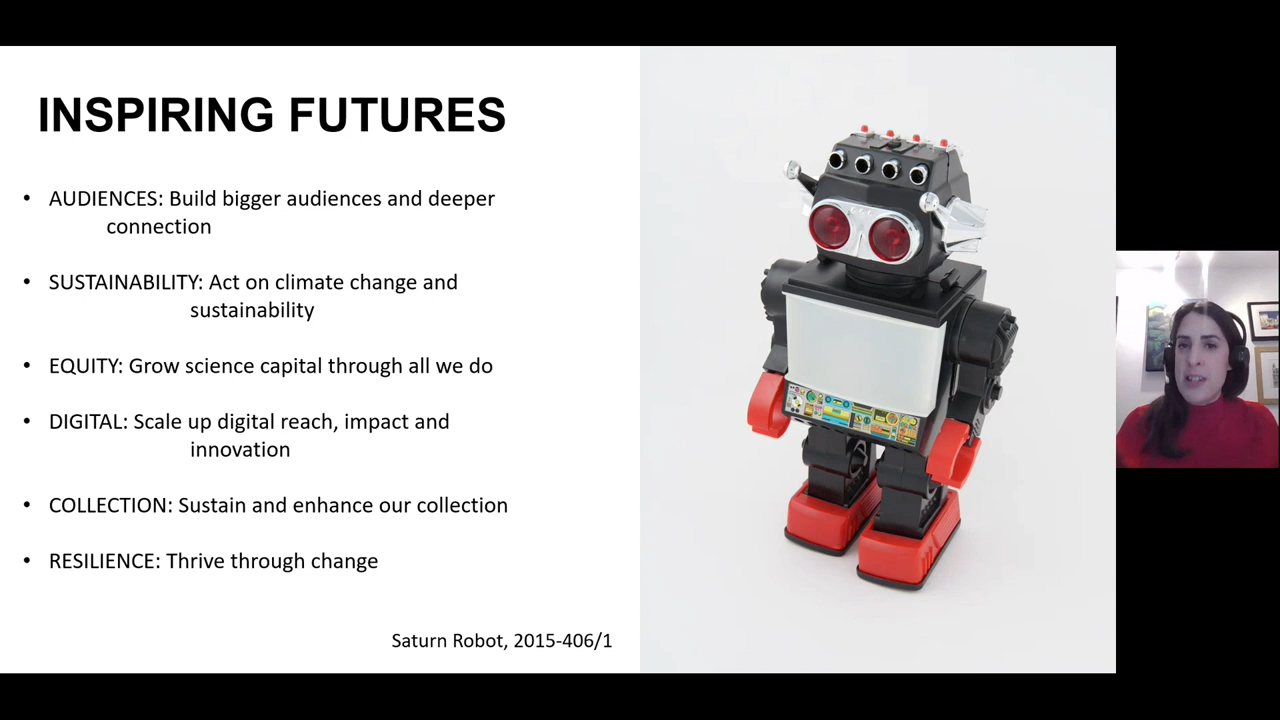 INSPIRING FUTURES
• AUDIENCES: Build bigger audiences and deeper
connection
• SUSTAINABILITY: Act on climate change and
sustainability
• EQUITY: Grow science capital through all we do
• DIGITAL: Scale up digital reach, impact and
innovation
• COLLECTION: Sustain and enhance our collection
• RESILIENCE: Thrive through change
Saturn Robot, 2015-406/1